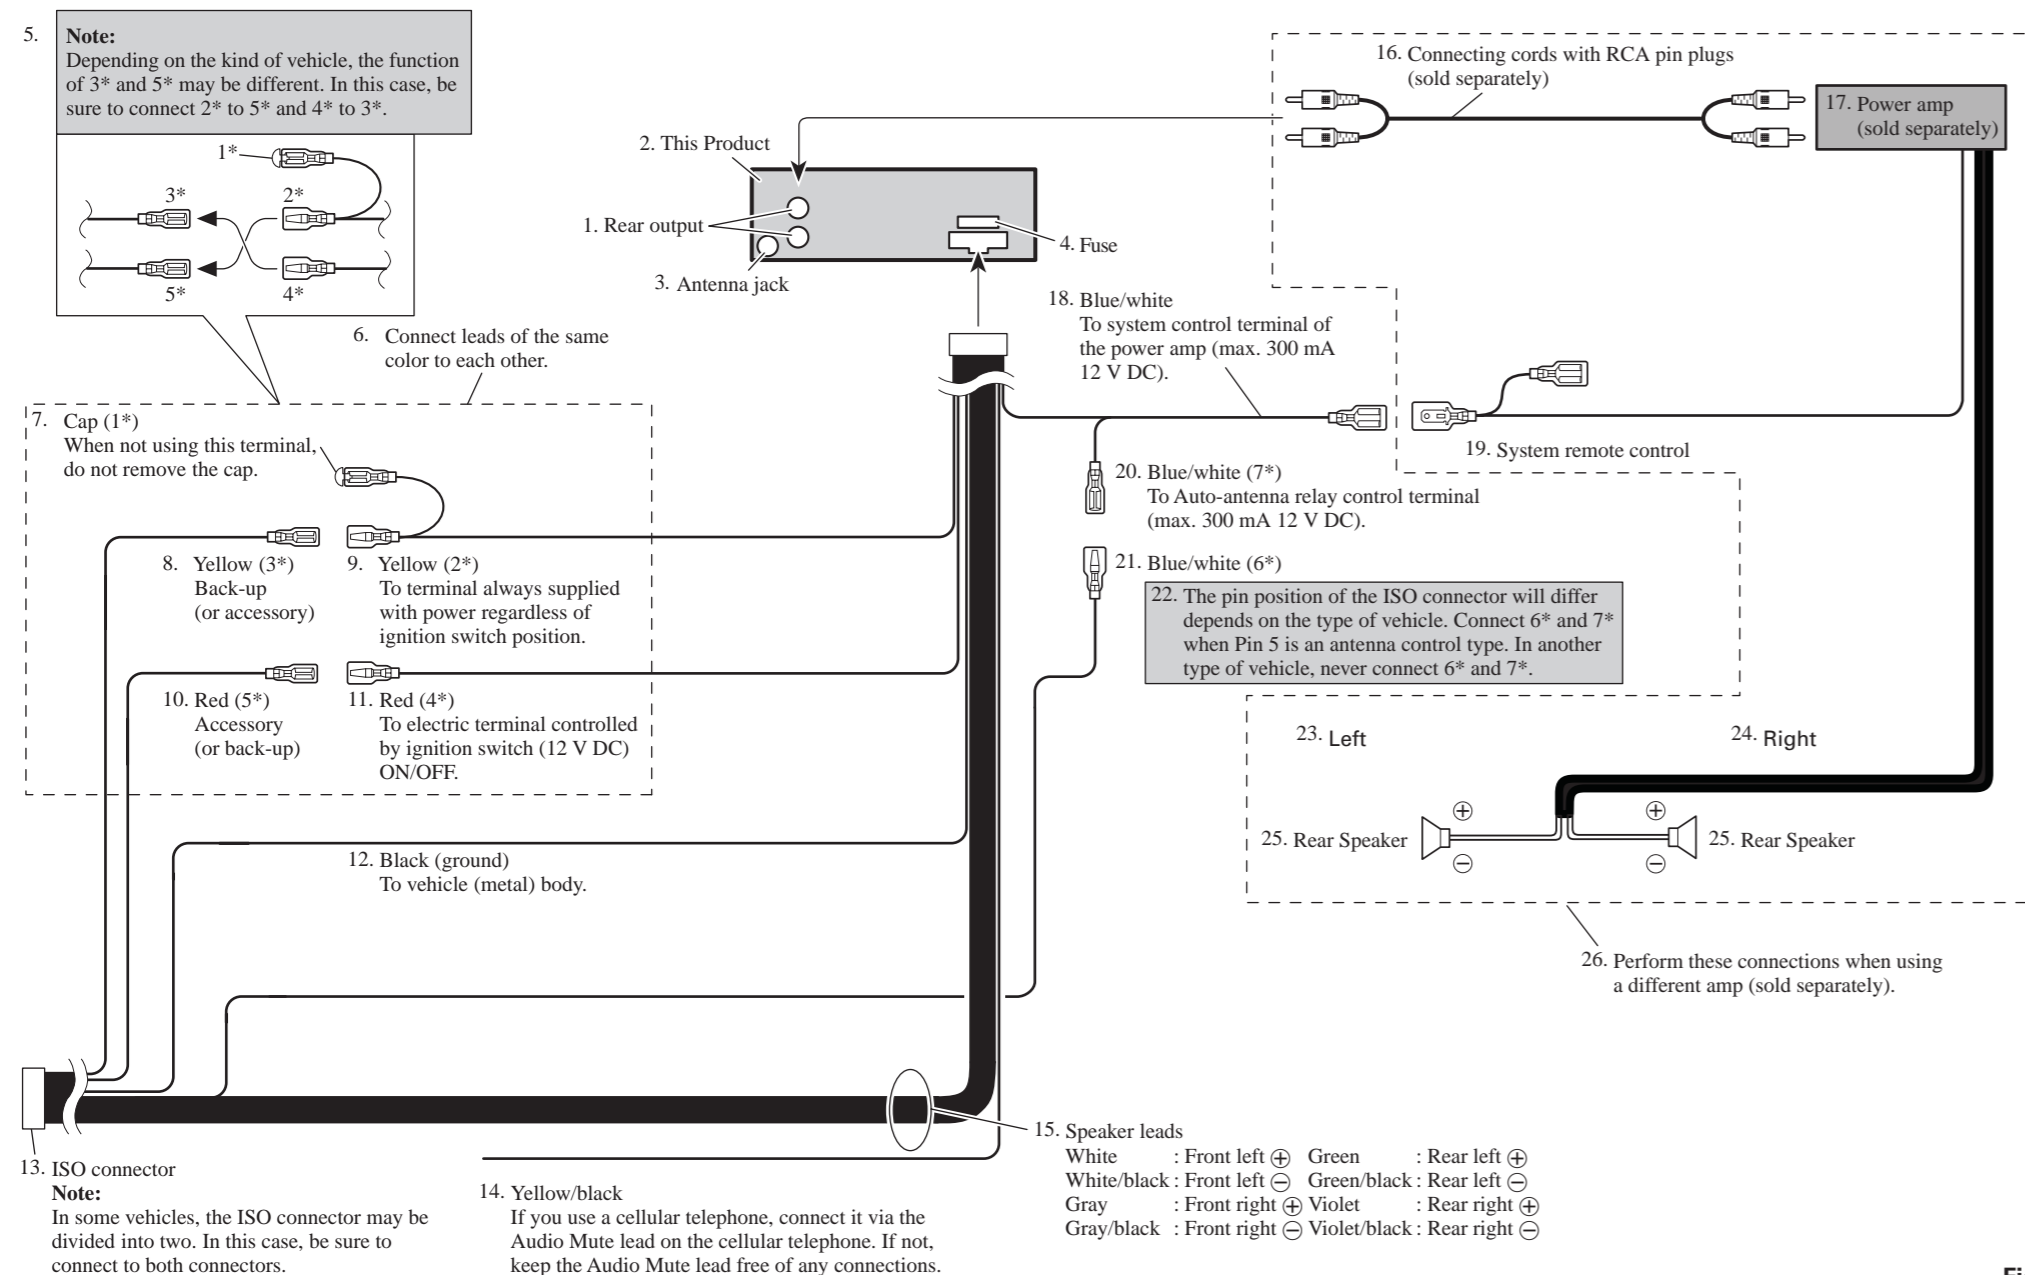 5. Note:
Depending on the kind of vehicle, the function
of 3* and 5* may be different. In this case, be
sure to connect 2* to 5* and 4* to 3*.
1*
3*
2*
5*
4*
6. Connect leads of the same
color to each other.
7. Cap (1*)
When not using this terminal,
do not remove the cap.
8. Yellow (3*)
Back-up
(or accessory)
9. Yellow (2*)
To terminal always supplied
with power regardless of
ignition switch position.
10. Red (5*)
Accessory
(or back-up)
11. Red (4*)
To electric terminal controlled
by ignition switch (12 V DC)
ON/OFF.
12. Black (ground)
To vehicle (metal) body.
13. ISO connector
Note:
In some vehicles, the ISO connector may be
divided into two. In this case, be sure to
connect to both connectors.
14. Yellow/black
If you use a cellular telephone, connect it via the
Audio Mute lead on the cellular telephone. If not,
keep the Audio Mute lead free of any connections.
2. This Product
1. Rear output
3. Antenna jack
4. Fuse
15. Speaker leads
White : Front left ⊕ Green : Rear left ⊕
White/black : Front left ⊖ Green/black : Rear left ⊖
Gray : Front right ⊕ Violet : Rear right ⊕
Gray/black : Front right ⊖ Violet/black : Rear right ⊖
16. Connecting cords with RCA pin plugs
(sold separately)
17. Power amp
(sold separately)
18. Blue/white
To system control terminal of
the power amp (max. 300 mA
12 V DC).
19. System remote control
20. Blue/white (7*)
To Auto-antenna relay control terminal
(max. 300 mA 12 V DC).
21. Blue/white (6*)
22. The pin position of the ISO connector will differ
depends on the type of vehicle. Connect 6* and 7*
when Pin 5 is an antenna control type. In another
type of vehicle, never connect 6* and 7*.
23. Left
24. Right
⊕
⊕
25. Rear Speaker
25. Rear Speaker
⊖
⊖
26. Perform these connections when using
a different amp (sold separately).